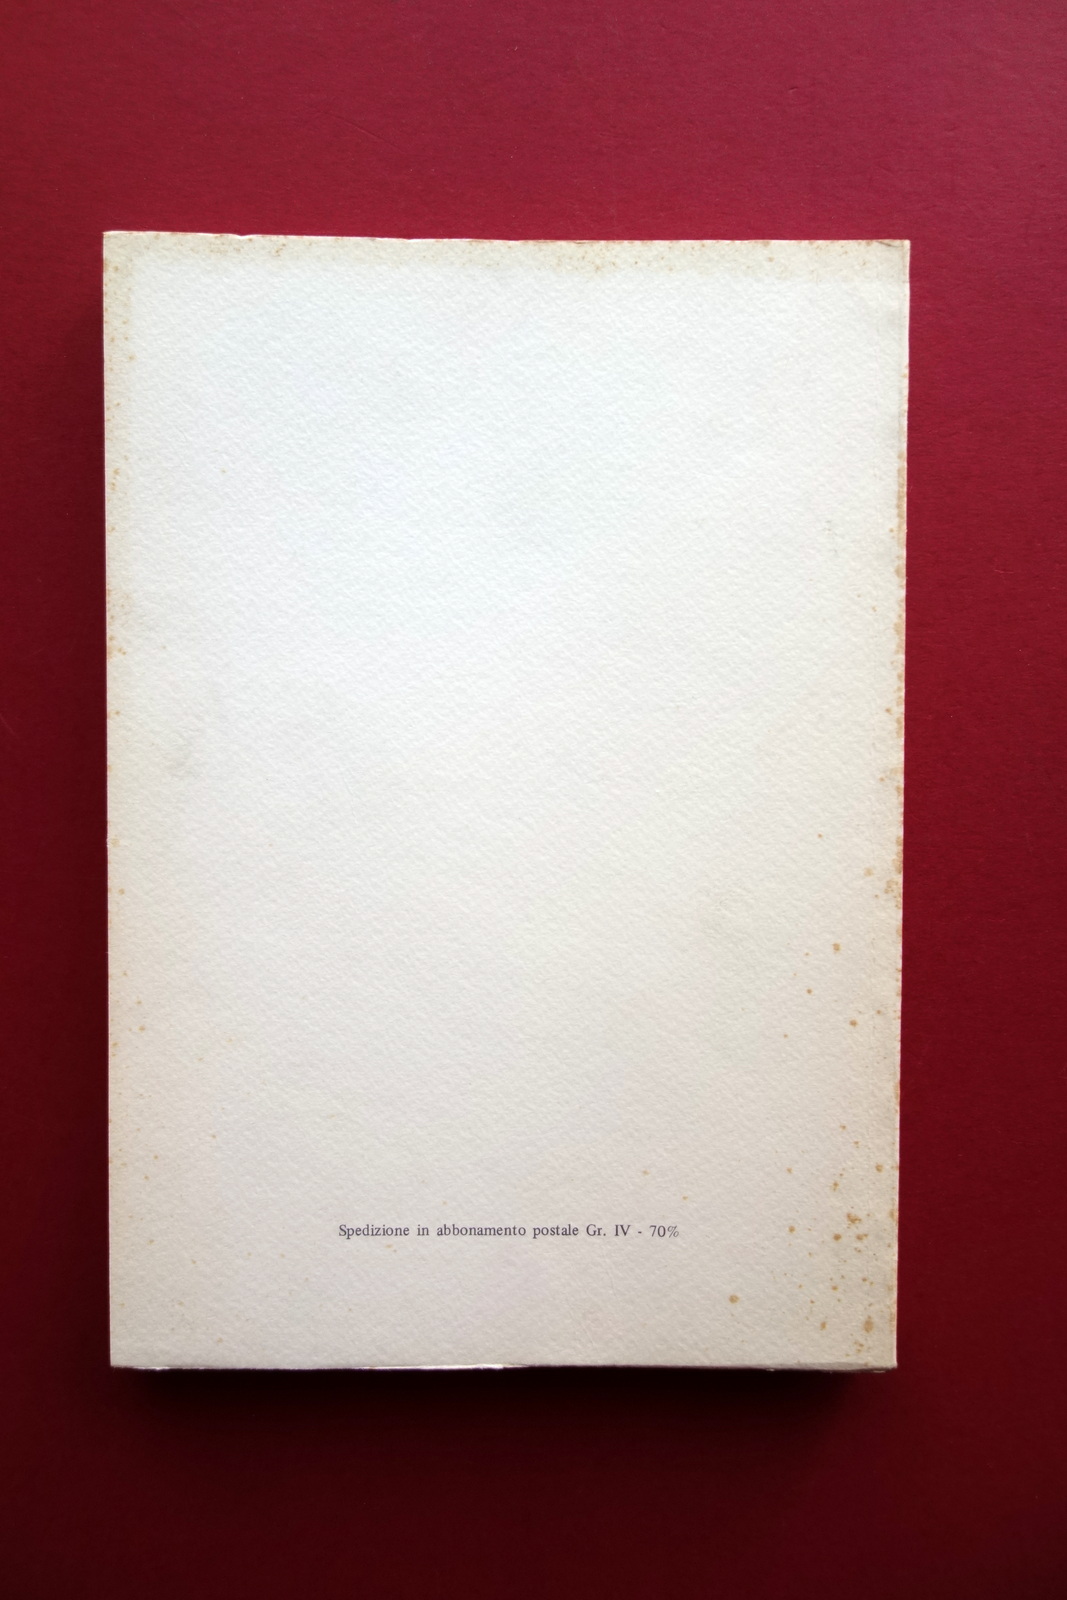 Spedizione in abbonamento postale Gr. IV - 70%